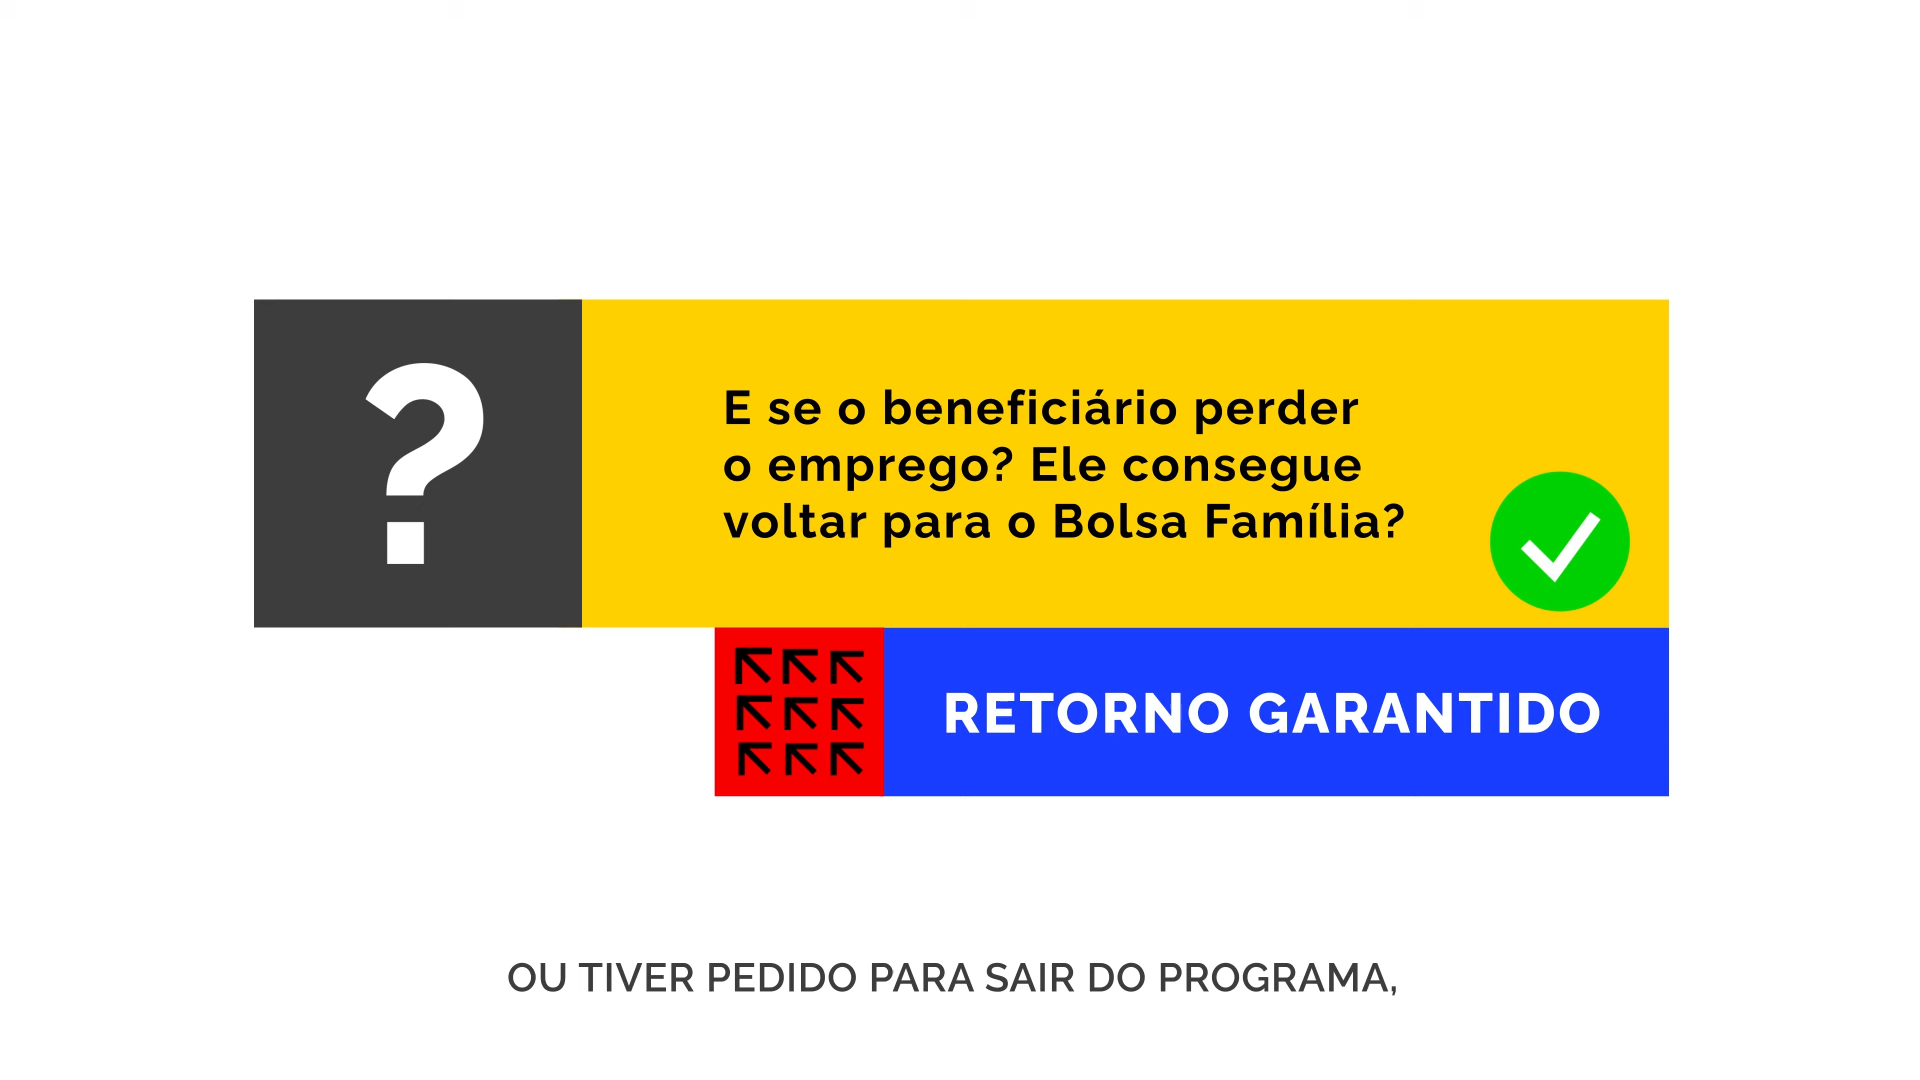 ?
E se o beneficiário perder
o emprego? Ele consegue
voltar para o Bolsa Família?
RETORNO GARANTIDO
OU TIVER PEDIDO PARA SAIR DO PROGRAMA,